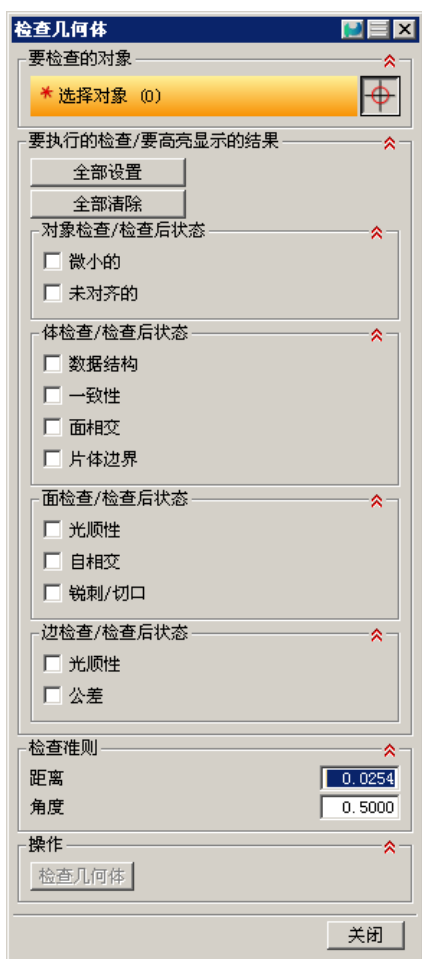 检查几何体
要检查的对象
* 选择对象 (0)
要执行的检查/要高亮显示的结果
全部设置
全部清除
对象检查/检查后状态
微小的
未对齐的
体检查/检查后状态
数据结构
一致性
面相交
片体边界
面检查/检查后状态
光顺性
自相交
锐刺/切口
边检查/检查后状态
光顺性
公差
检查准则
距离 0.0254
角度 0.5000
操作
检查几何体
关闭